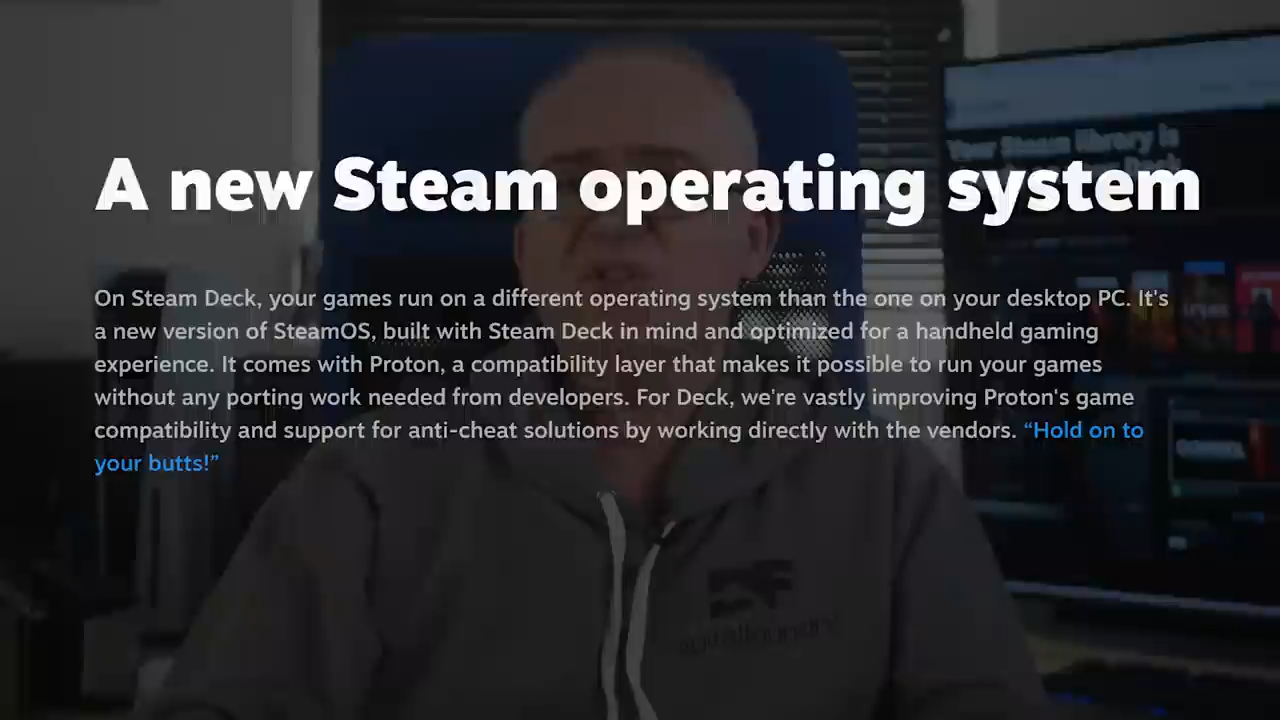 A new Steam operating system
On Steam Deck, your games run on a different operating system than the one on your desktop PC. It's
a new version of SteamOS, built with Steam Deck in mind and optimized for a handheld gaming
experience. It comes with Proton, a compatibility layer that makes it possible to run your games
without any porting work needed from developers. For Deck, we're vastly improving Proton's game
compatibility and support for anti-cheat solutions by working directly with the vendors. “Hold on to
your butts!”
Your Steam library is